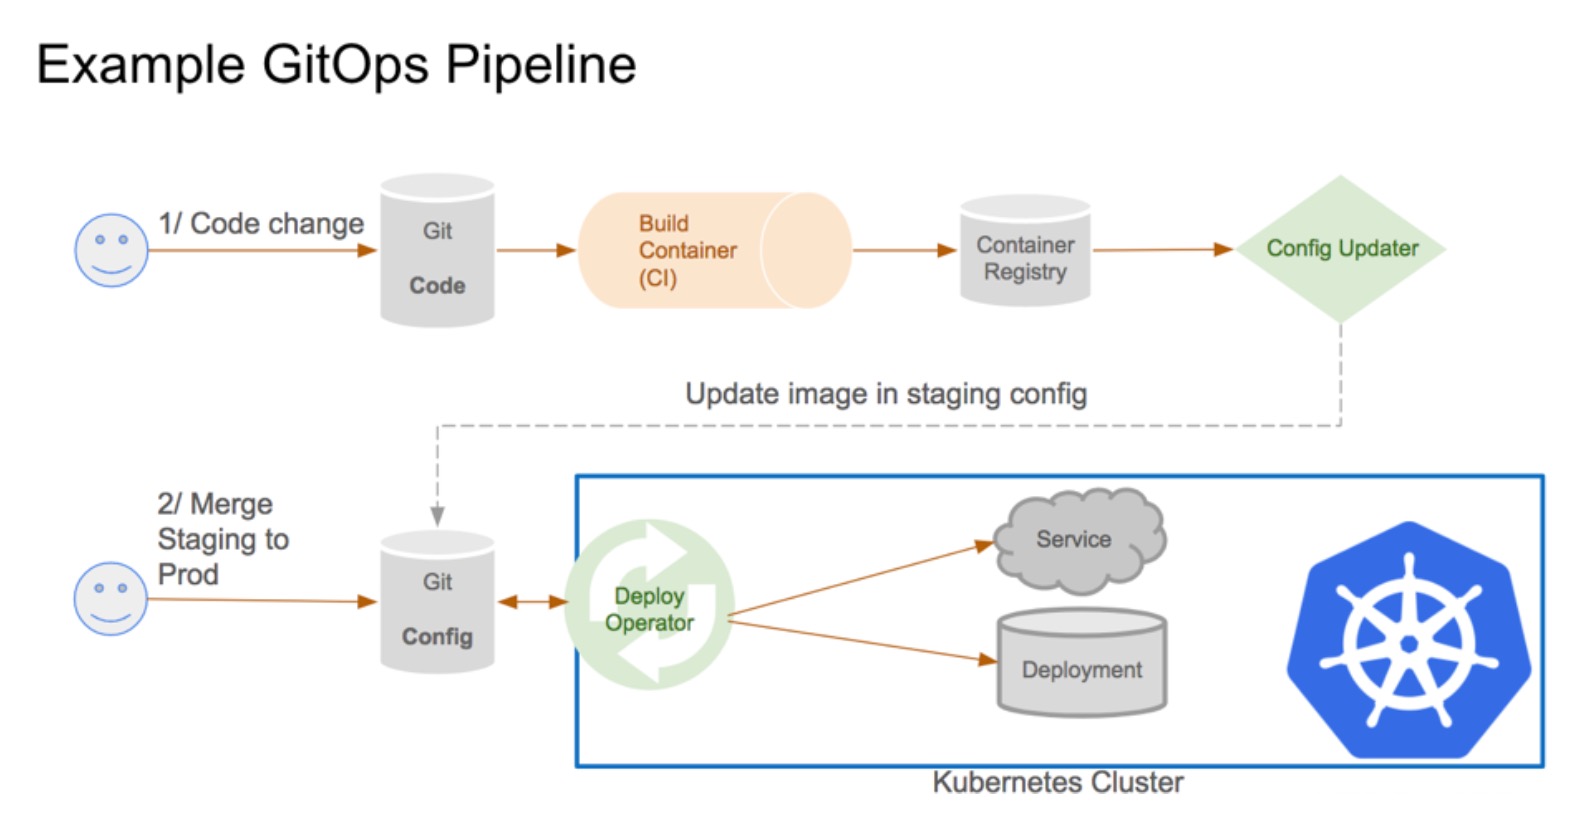 Example GitOps Pipeline
1/ Code change
Git
Code
Build
Container
(CI)
Container
Registry
Config Updater
Update image in staging config
2/ Merge
Staging to
Prod
Git
Config
Deploy
Operator
Service
Deployment
Kubernetes Cluster